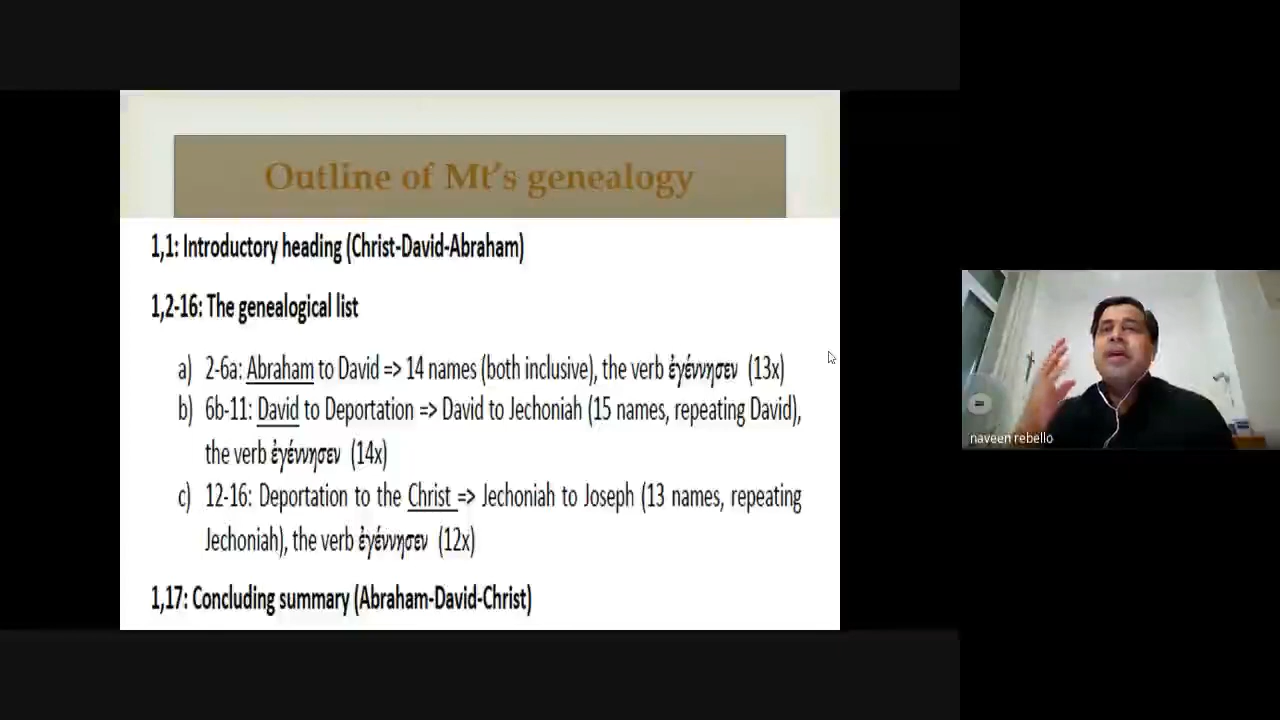 Outline of Mt's genealogy
1,1: Introductory heading (Christ-David-Abraham)
1,2-16: The genealogical list
a) 2-6a: Abraham to David => 14 names (both inclusive), the verb ἐγέννησεν (13x)
b) 6b-11: David to Deportation => David to Jechoniah (15 names, repeating David),
the verb ἐγέννησεν (14x)
c) 12-16: Deportation to the Christ => Jechoniah to Joseph (13 names, repeating
Jechoniah), the verb ἐγέννησεν (12x)
1,17: Concluding summary (Abraham-David-Christ)
naveen rebello